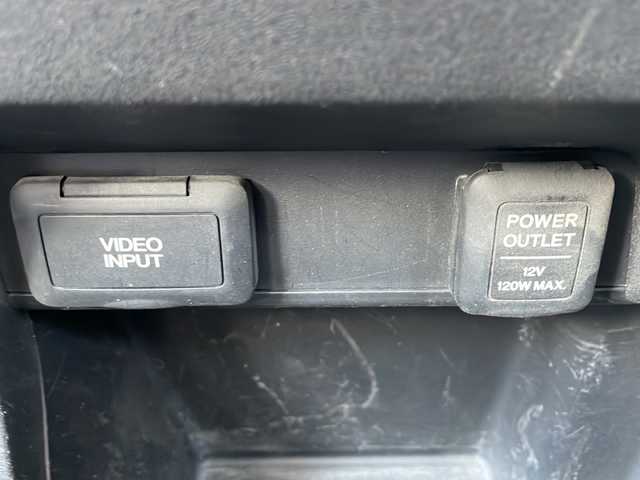 VIDEO
INPUT
POWER
OUTLET
12V
120W MAX.